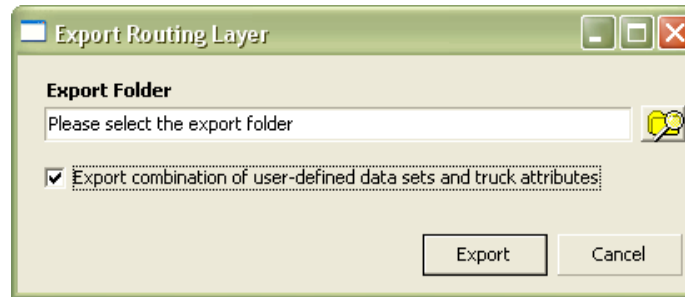 Export Routing Layer
Export Folder
Please select the export folder
Export combination of user-defined data sets and truck attributes
Export Cancel